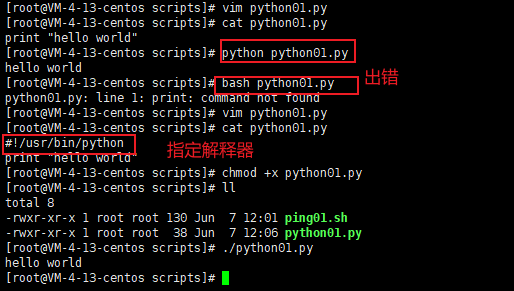 [root@VM-4-13-centos scripts]# vim python01.py
[root@VM-4-13-centos scripts]# cat python01.py
print "hello world"
[root@VM-4-13-centos scripts]# python python01.py
hello world
[root@VM-4-13-centos scripts]# bash python01.py 出错
python01.py: line 1: print: command not found
[root@VM-4-13-centos scripts]# vim python01.py
[root@VM-4-13-centos scripts]# cat python01.py
#!/usr/bin/python 指定解释器
print "hello world"
[root@VM-4-13-centos scripts]# chmod +x python01.py
[root@VM-4-13-centos scripts]# ll
total 8
-rwxr-xr-x 1 root root 130 Jun  7 12:01 ping01.sh
-rwxr-xr-x 1 root root  38 Jun  7 12:06 python01.py
[root@VM-4-13-centos scripts]# ./python01.py
hello world
[root@VM-4-13-centos scripts]#